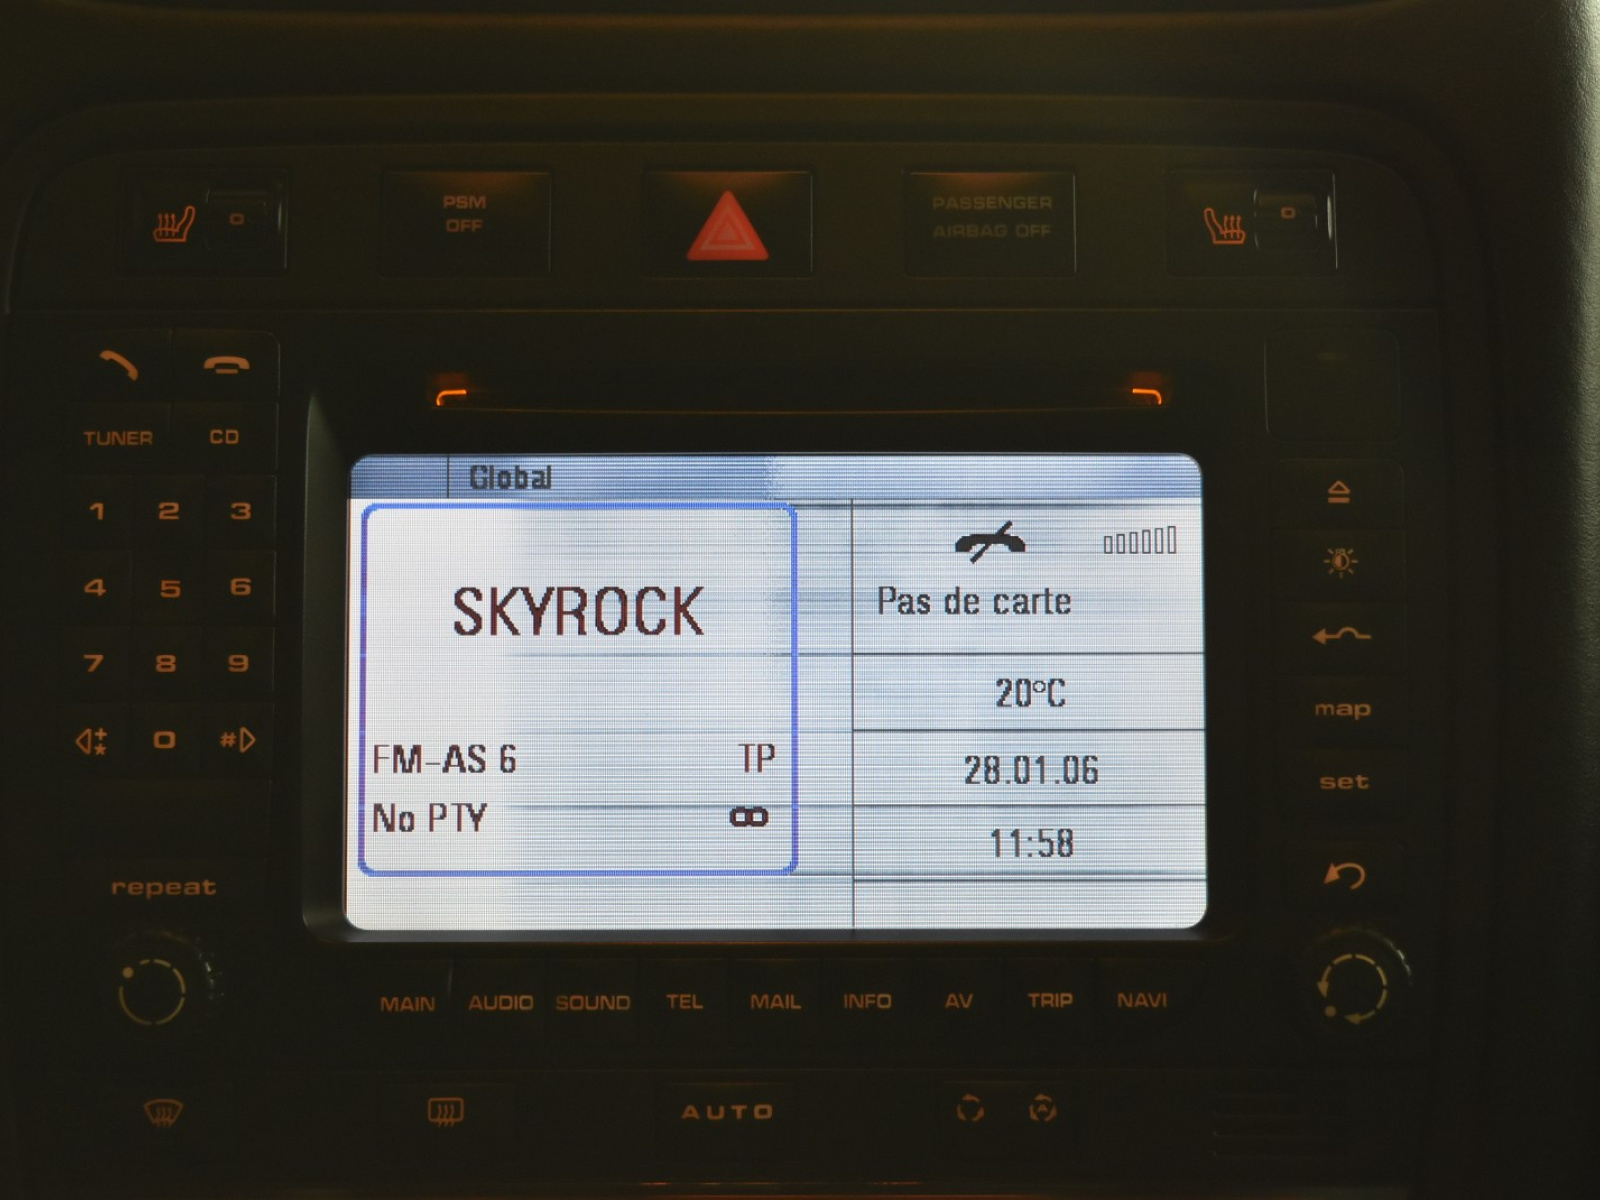 PSM
OFF
PASSENGER
AIRBAG OFF
TUNER CD
1 2 3
4 5 6
7 8 9
0 #
repeat
Global
SKYROCK
FM-AS 6 TP
No PTY
Pas de carte
20°C
28.01.06
11:58
map
set
MAIN AUDIO SOUND TEL MAIL INFO AV TRIP NAVI
AUTO